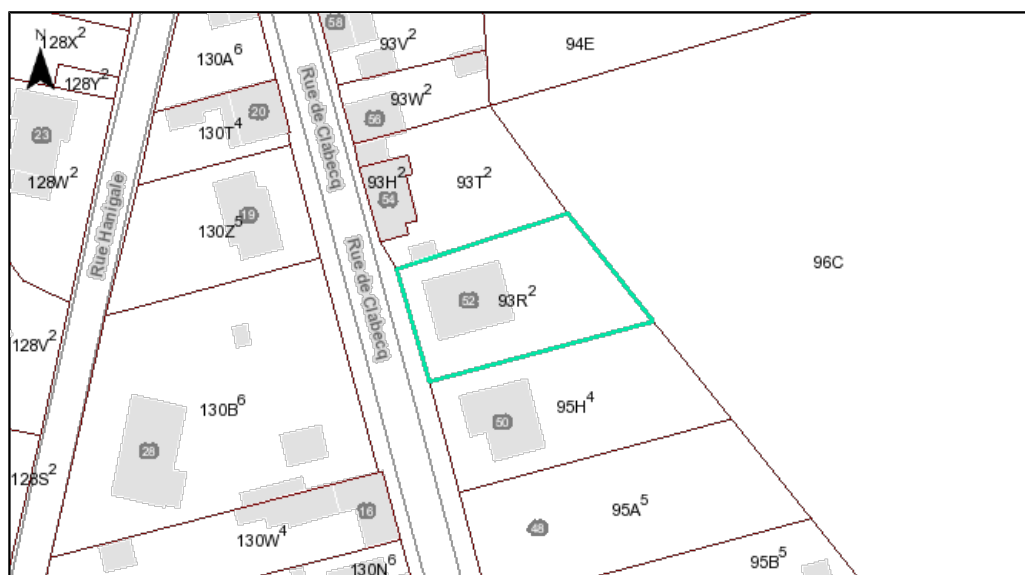 N
58
128X²
93V²
94E
130A⁶
128Y²
93W²
20
56
23
130T⁴
Rue de Clabecq
128W²
93H²
93T²
54
Rue Hanigale
19
130Z⁵
Rue de Clabecq
96C
52
93R²
128V²
130B⁶
95H⁴
50
28
128S²
16
95A⁵
48
130W⁴
130N⁶
95B⁵